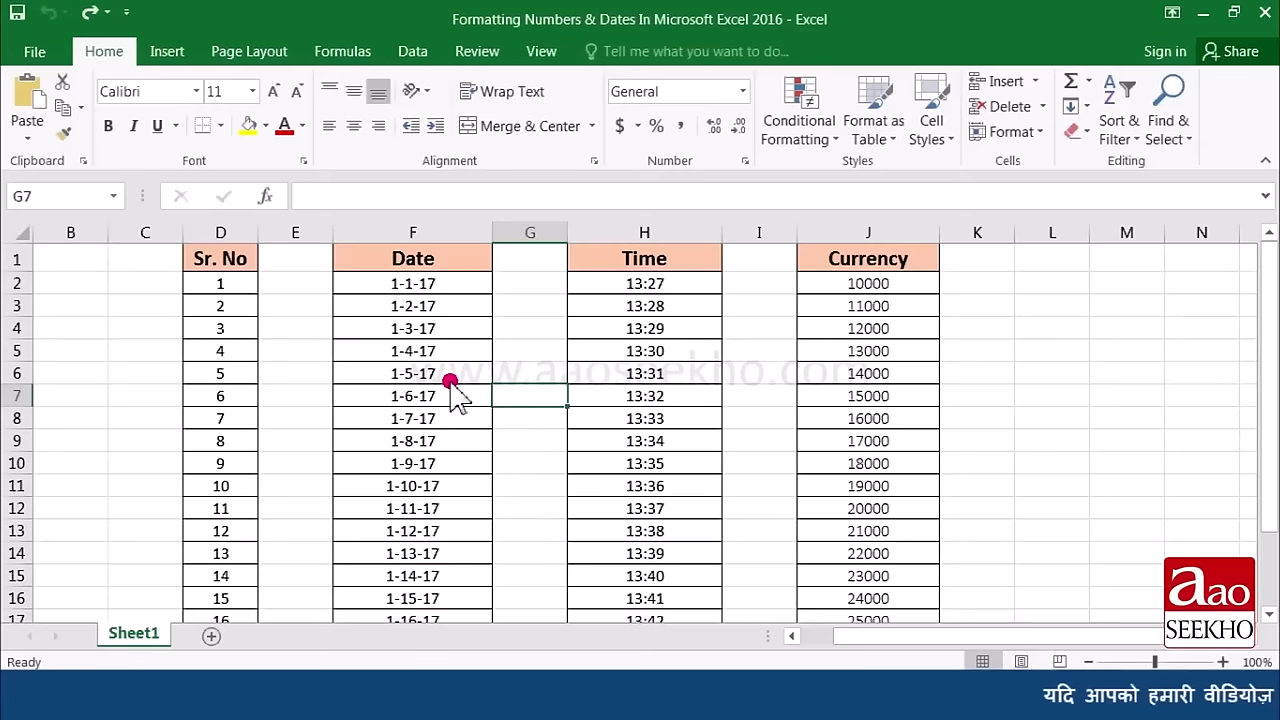 Formatting Numbers & Dates In Microsoft Excel 2016 - Excel
File Home Insert Page Layout Formulas Data Review View Tell me what you want to do... Sign in Share
Paste
Clipboard
Calibri 11
B I U A
Font
Wrap Text
Merge & Center
Alignment
General
$ % ,
Number
Conditional Formatting
Format as Table
Cell Styles
Styles
Insert
Delete
Format
Cells
Sort & Filter
Find & Select
Editing
G7 fx
B C D E F G H I J K L M N
1 Sr. No Date Time Currency
2 1 1-1-17 13:27 10000
3 2 1-2-17 13:28 11000
4 3 1-3-17 13:29 12000
5 4 1-4-17 13:30 13000
6 5 1-5-17 13:31 14000
7 6 1-6-17 13:32 15000
8 7 1-7-17 13:33 16000
9 8 1-8-17 13:34 17000
10 9 1-9-17 13:35 18000
11 10 1-10-17 13:36 19000
12 11 1-11-17 13:37 20000
13 12 1-12-17 13:38 21000
14 13 1-13-17 13:39 22000
15 14 1-14-17 13:40 23000
16 15 1-15-17 13:41 24000
17 16 1-16-17 13:42 25000
www.aaoseekho.com
aao
SEEKHO
Sheet1
Ready 100%
यदि आपको हमारी वीडियोज़